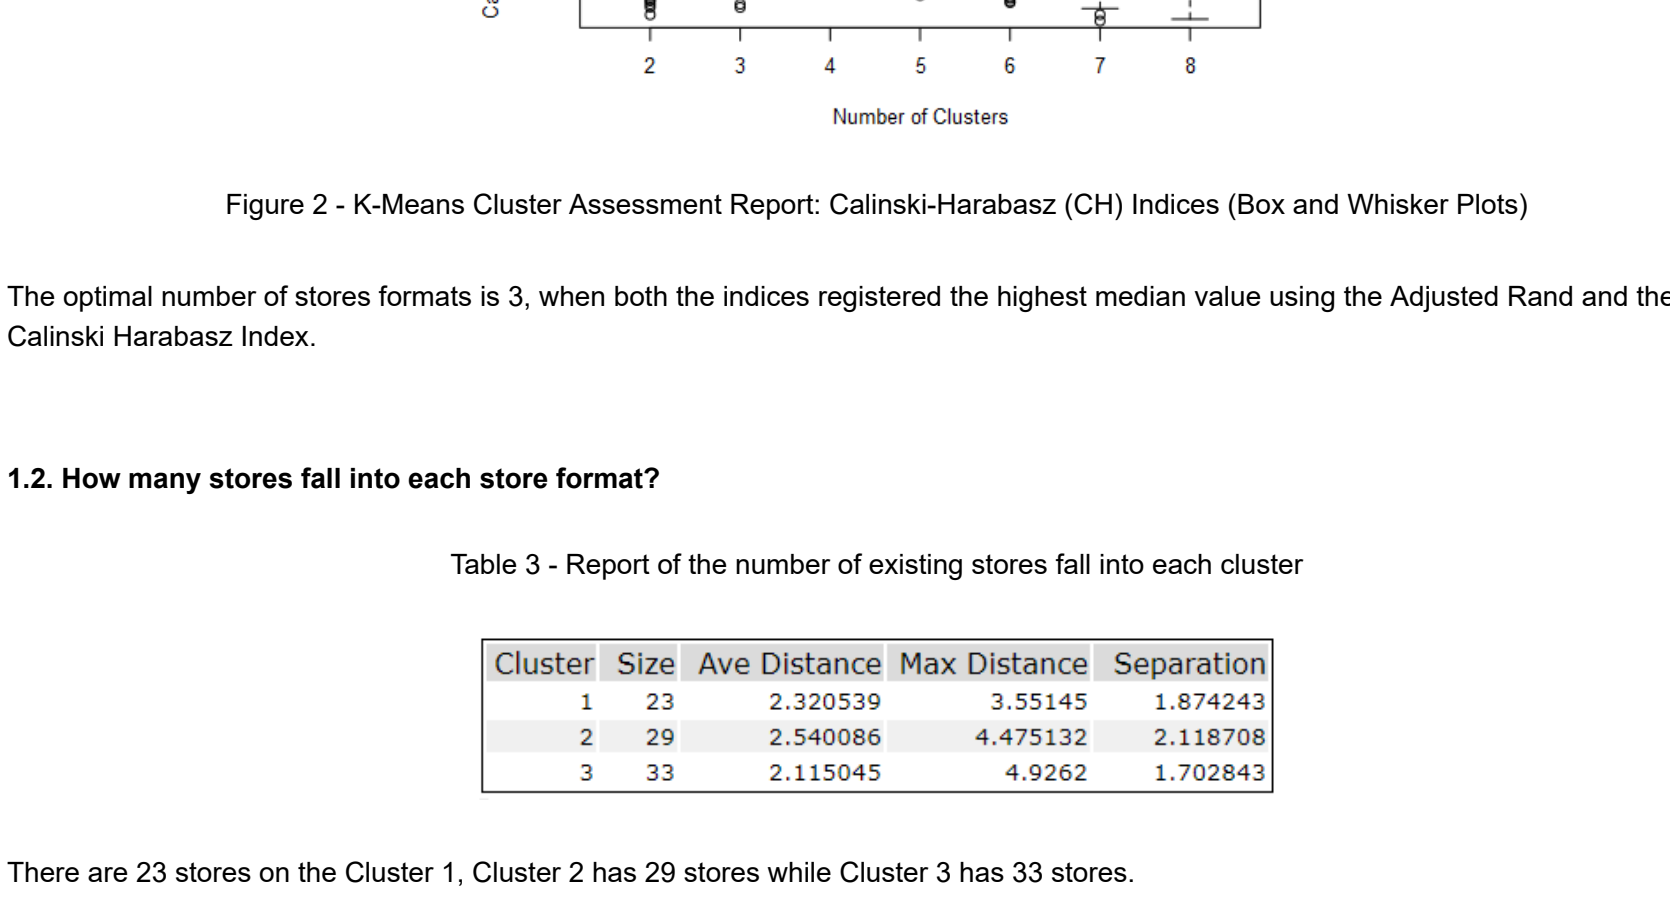 2 3 4 5 6 7 8
Number of Clusters
Figure 2 - K-Means Cluster Assessment Report: Calinski-Harabasz (CH) Indices (Box and Whisker Plots)
The optimal number of stores formats is 3, when both the indices registered the highest median value using the Adjusted Rand and the
Calinski Harabasz Index.
1.2. How many stores fall into each store format?
Table 3 - Report of the number of existing stores fall into each cluster
Cluster Size Ave Distance Max Distance Separation
1 23 2.320539 3.55145 1.874243
2 29 2.540086 4.475132 2.118708
3 33 2.115045 4.9262 1.702843
There are 23 stores on the Cluster 1, Cluster 2 has 29 stores while Cluster 3 has 33 stores.